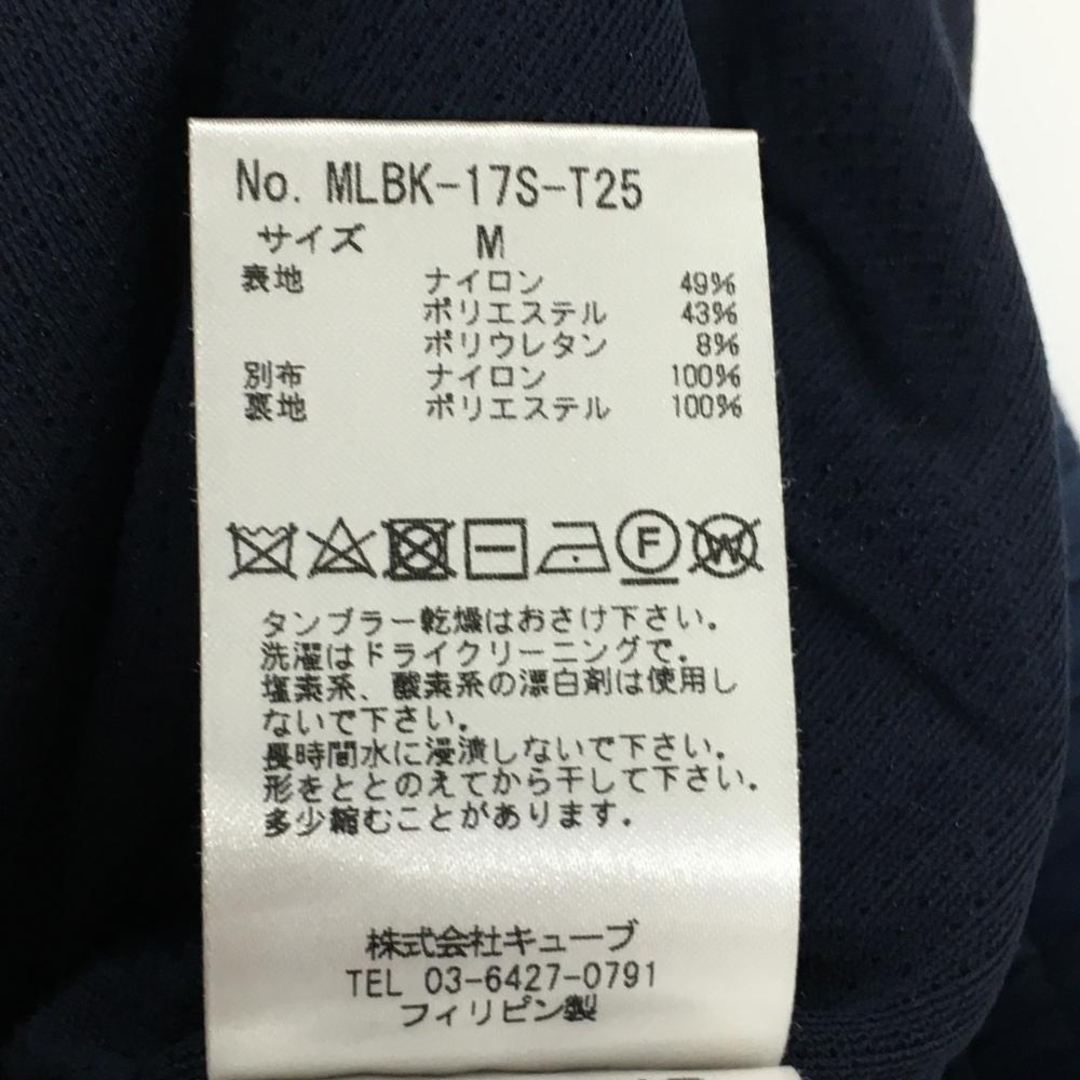 No. MLBK-17S-T25
サイズ M
表地 ナイロン 49%
ポリエステル 43%
ポリウレタン 8%
別布 ナイロン 100%
裏地 ポリエステル 100%
F W
タンブラー乾燥はおさけ下さい。
洗濯はドライクリーニングで。
塩素系、酸素系の漂白剤は使用し
ないで下さい。
長時間水に浸漬しないで下さい。
形をととのえてから干して下さい。
多少縮むことがあります。
株式会社キューブ
TEL 03-6427-0791
フィリピン製